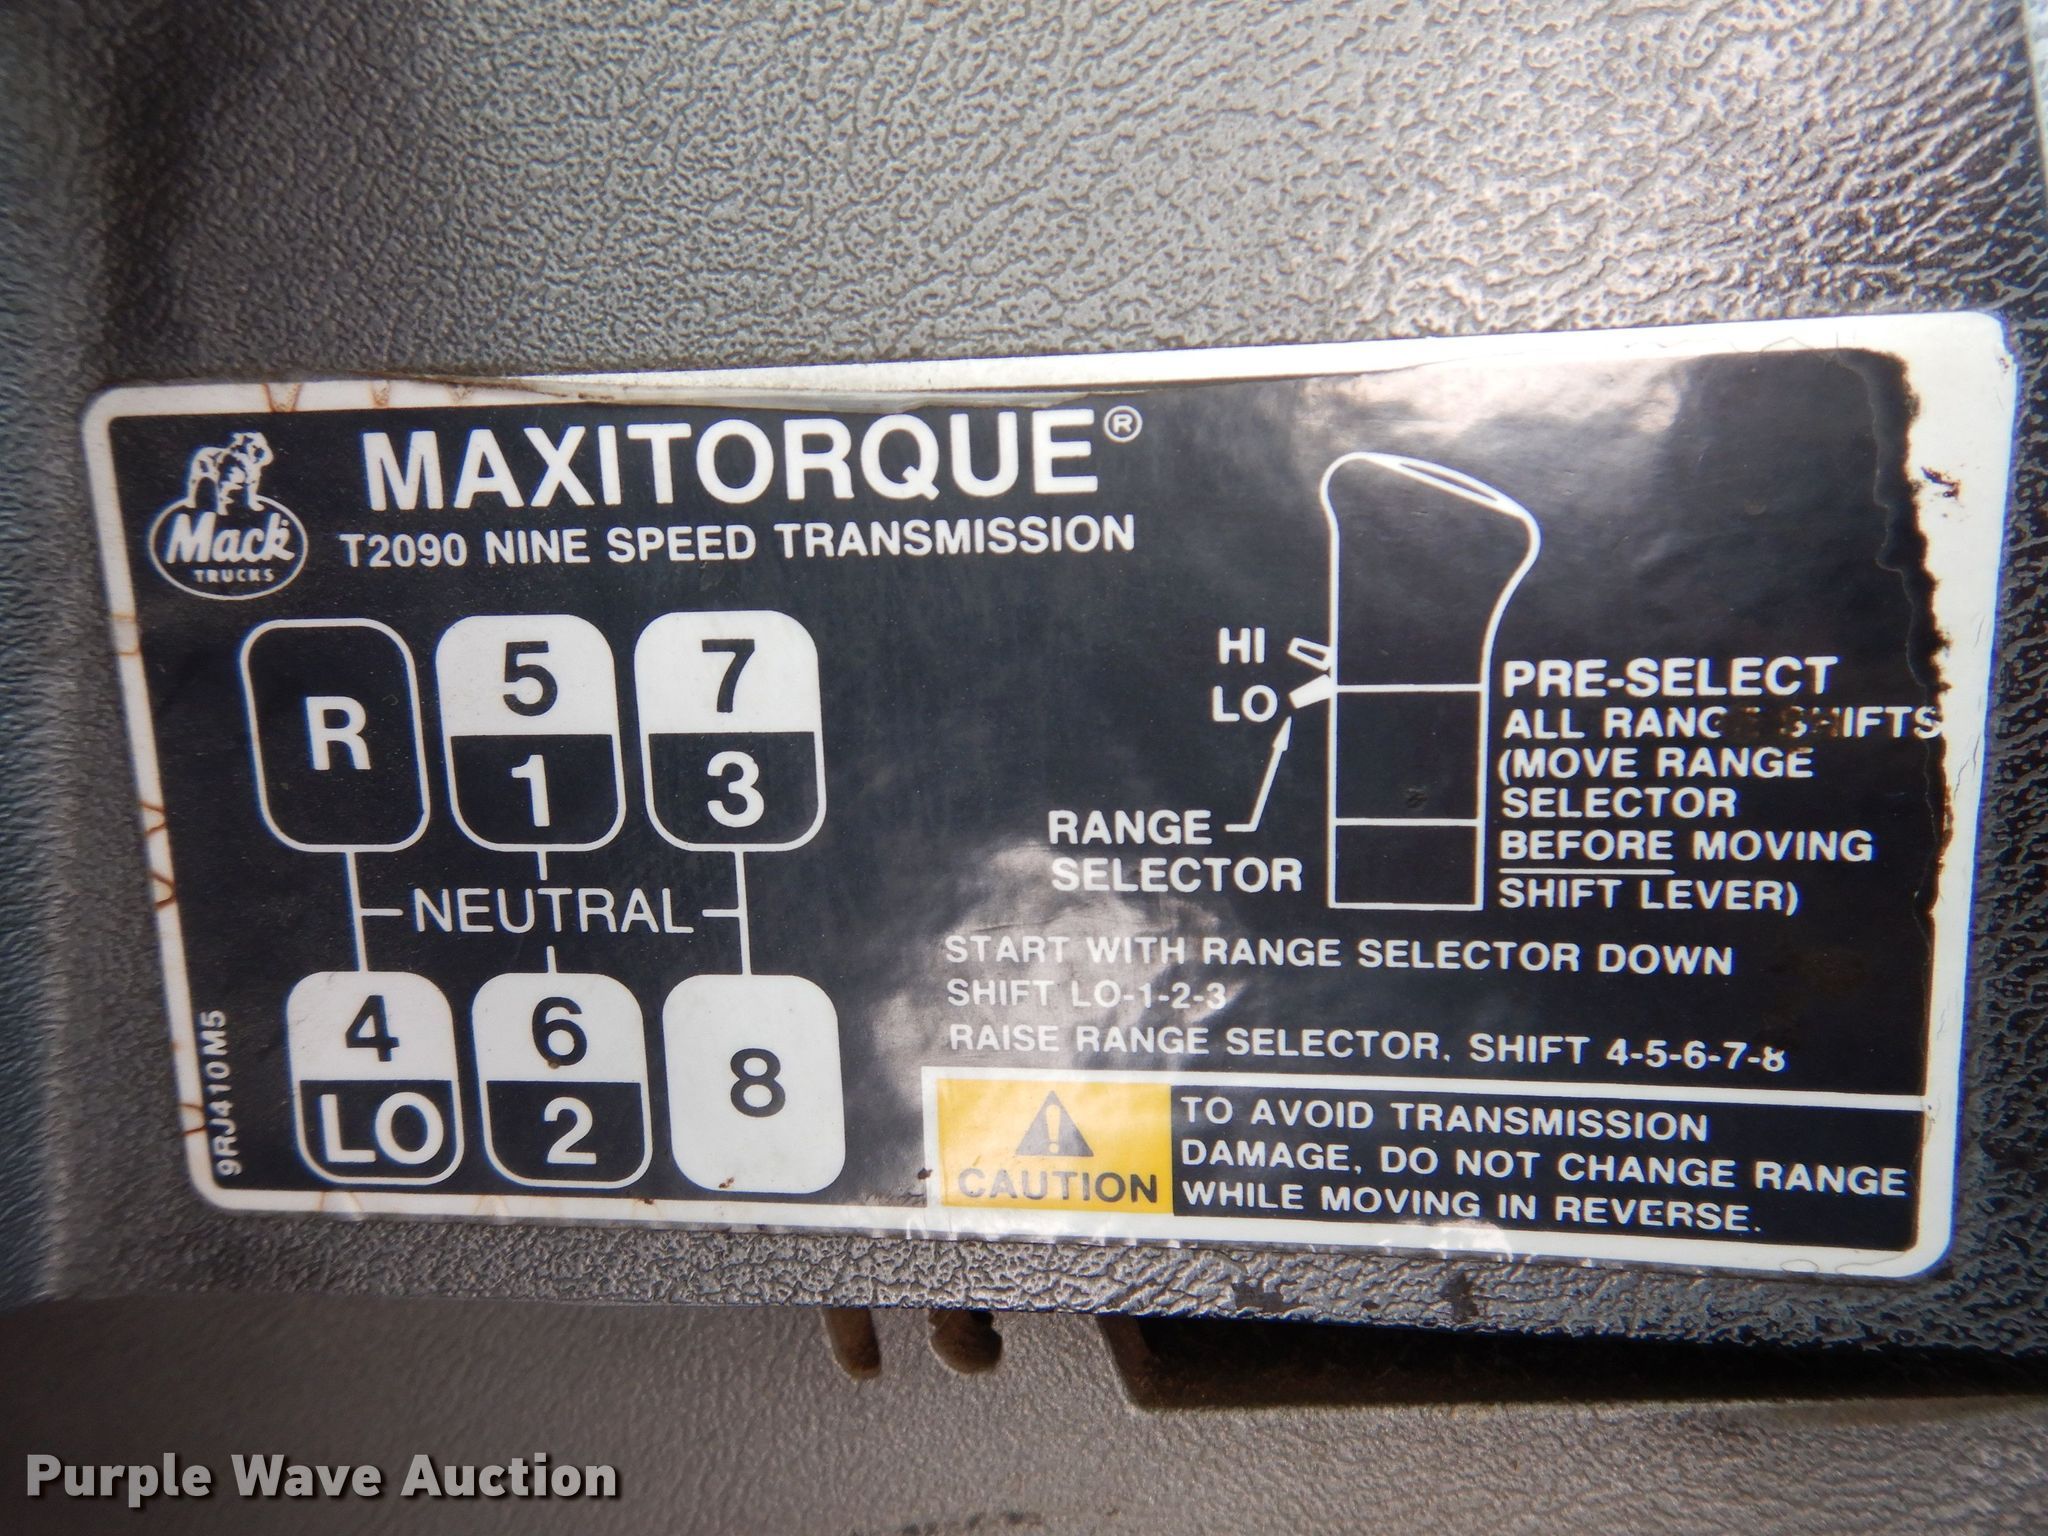 MAXITORQUE®
T2090 NINE SPEED TRANSMISSION
Mack
TRUCKS
R
5
1
7
3
NEUTRAL
4
LO
6
2
8
9RJ410M5
HI
LO
RANGE
SELECTOR
PRE-SELECT
ALL RANGE SHIFTS
(MOVE RANGE
SELECTOR
BEFORE MOVING
SHIFT LEVER)
START WITH RANGE SELECTOR DOWN
SHIFT LO-1-2-3
RAISE RANGE SELECTOR, SHIFT 4-5-6-7-8
CAUTION
TO AVOID TRANSMISSION
DAMAGE, DO NOT CHANGE RANGE
WHILE MOVING IN REVERSE.
Purple Wave Auction